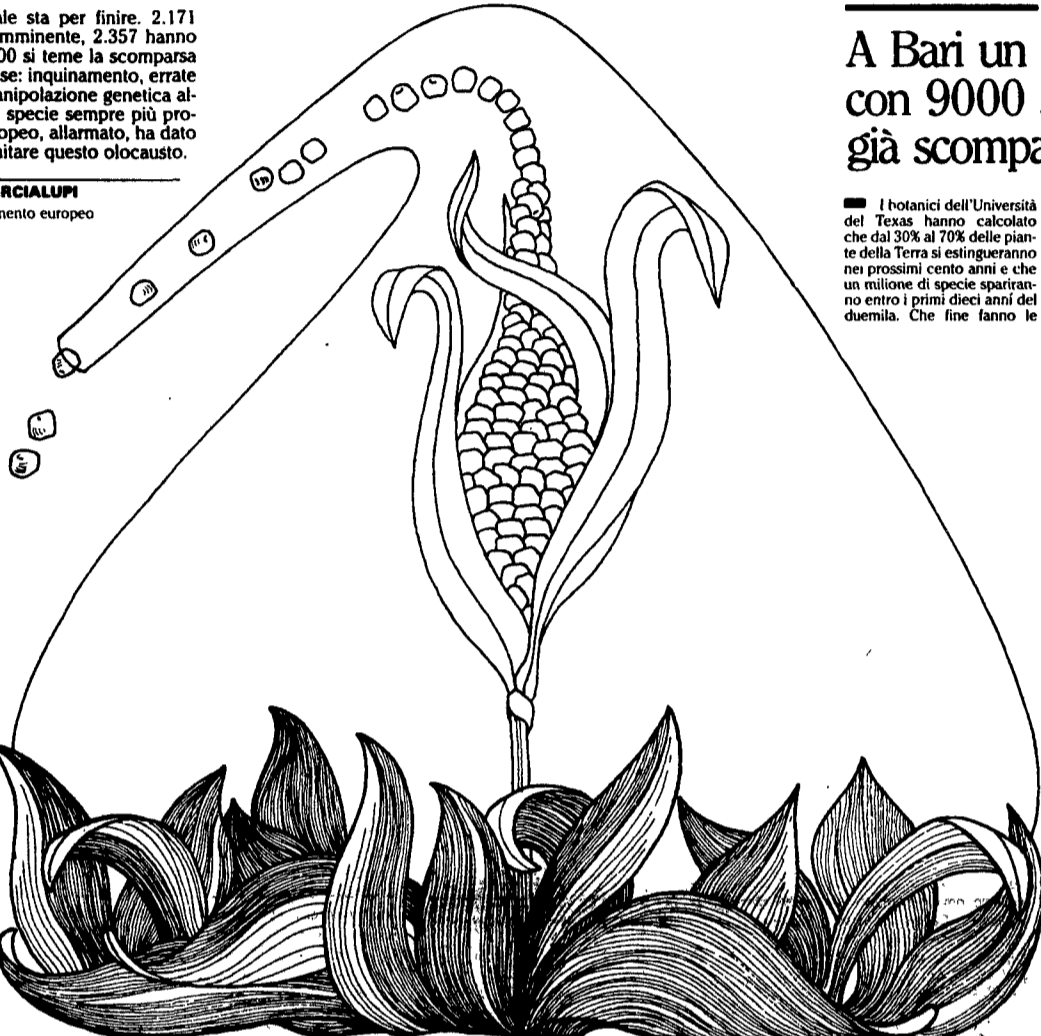 ale sta per finire. 2.171
mminente, 2.357 hanno
00 si teme la scomparsa
se: inquinamento, errate
anipolazione genetica al-
specie sempre più pro-
opeo, allarmato, ha dato
nitare questo olocausto.
RCIALUPI
mento europeo
A Bari un
con 9000
già scompa
I botanici dell'Università
del Texas hanno calcolato
che dal 30% al 70% delle pian-
te della Terra si estingueranno
nei prossimi cento anni e che
un milione di specie spariran-
no entro i primi dieci anni del
duemila. Che fine fanno le